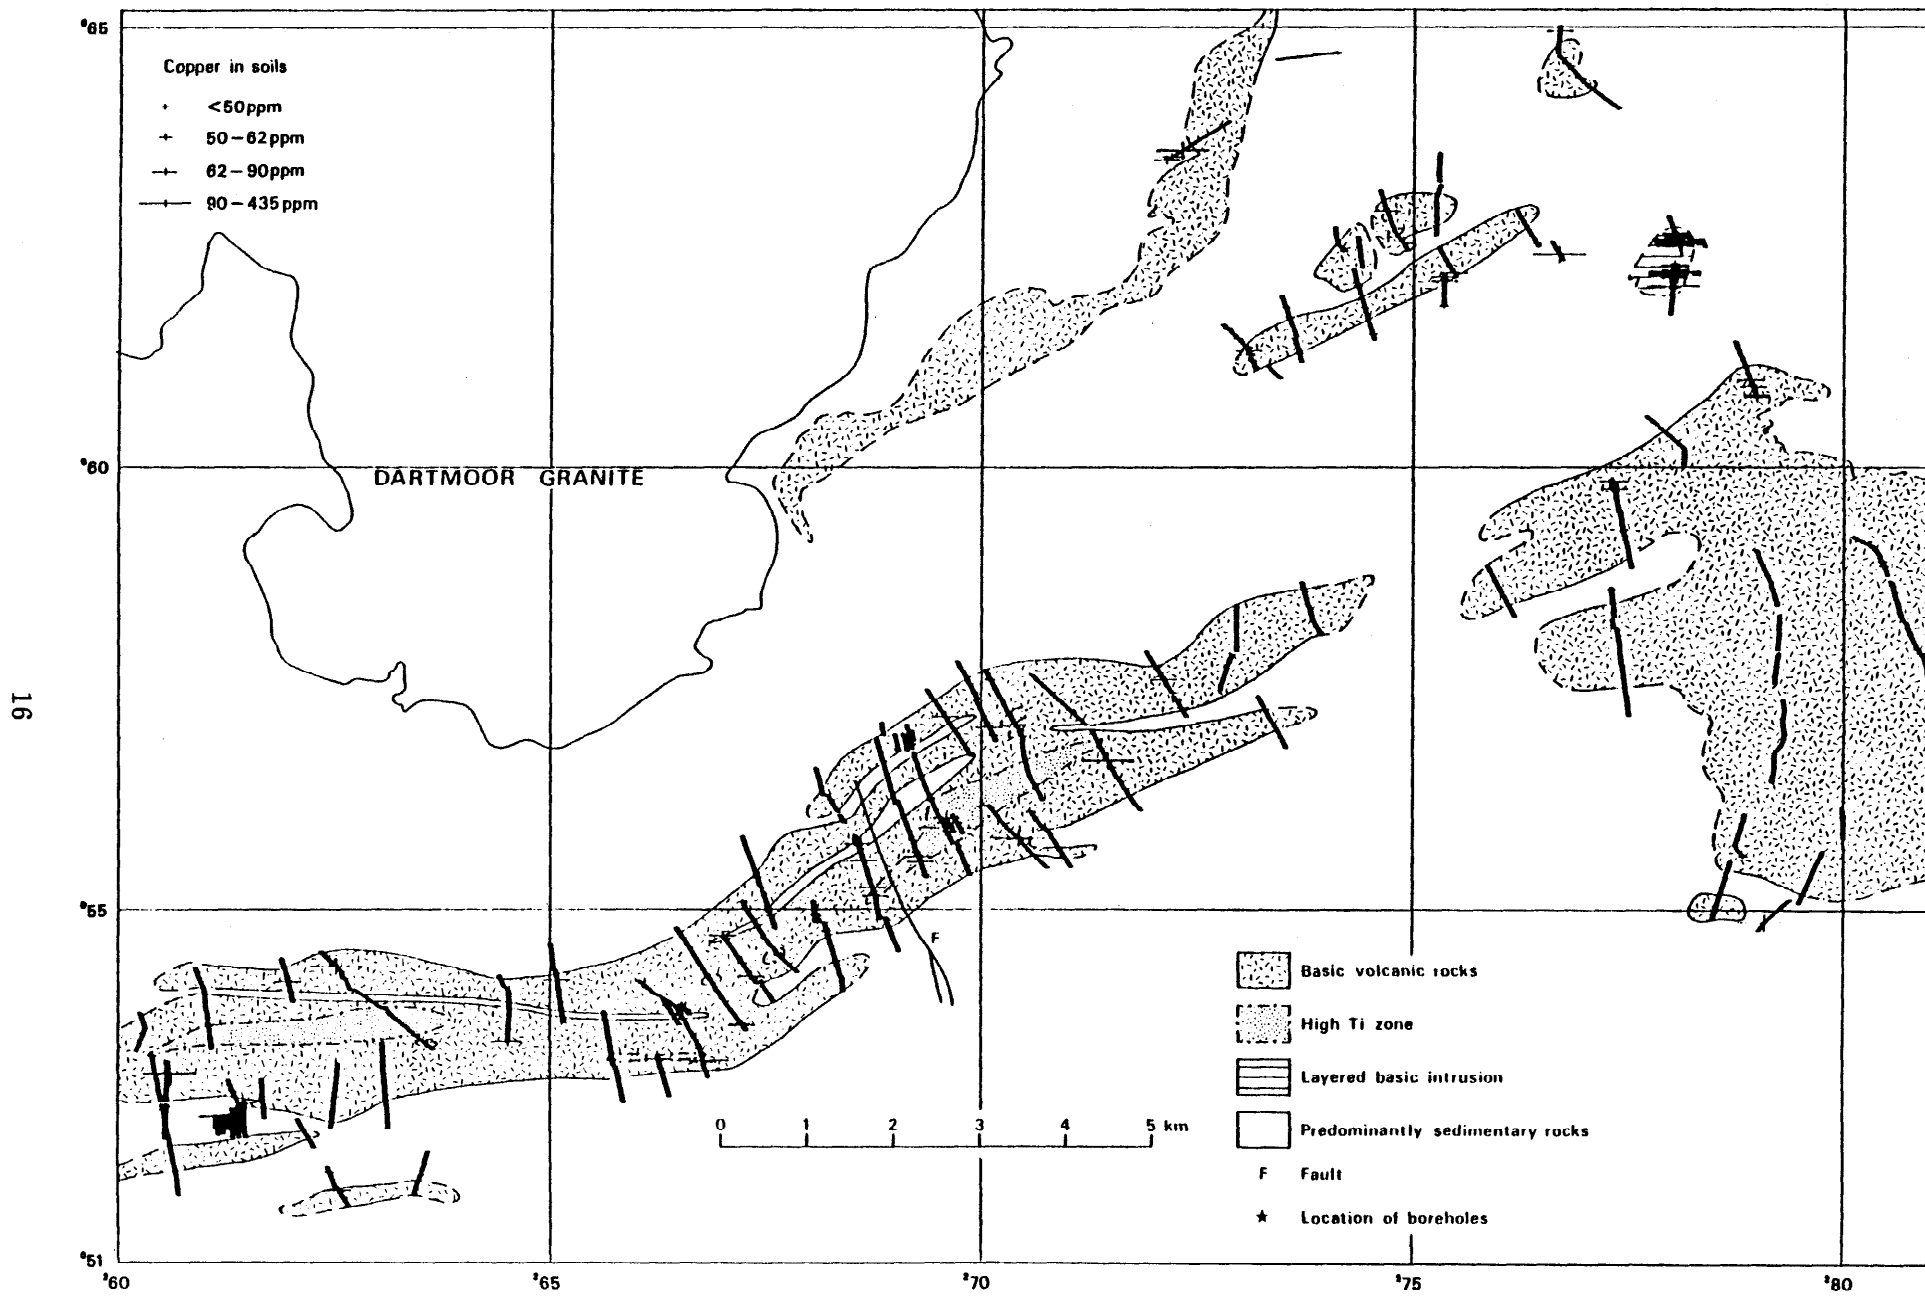 ⁰65
Copper in soils
<50ppm
50–62ppm
62–90ppm
90–435ppm
⁰60
DARTMOOR GRANITE
16
⁰55
F
Basic volcanic rocks
High Ti zone
Layered basic intrusion
Predominantly sedimentary rocks
F Fault
Location of boreholes
0 1 2 3 4 5 km
⁰51
²60 ²65 ²70 ²75 ²80